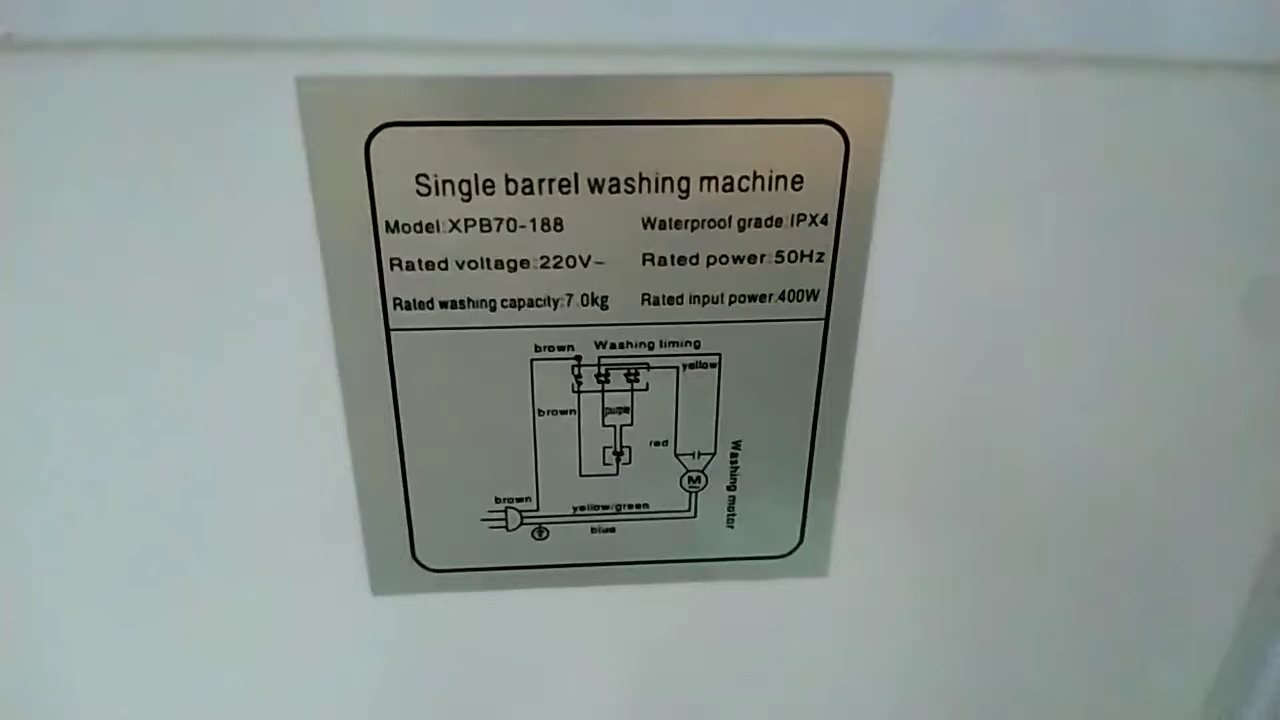 Single barrel washing machine
Model:XPB70-188 Waterproof grade:IPX4
Rated voltage:220V~ Rated power:50Hz
Rated washing capacity:7.0kg Rated input power:400W
brown Washing timing
yellow
brown purple
red
Washing motor
M
brown
yellow/green
blue